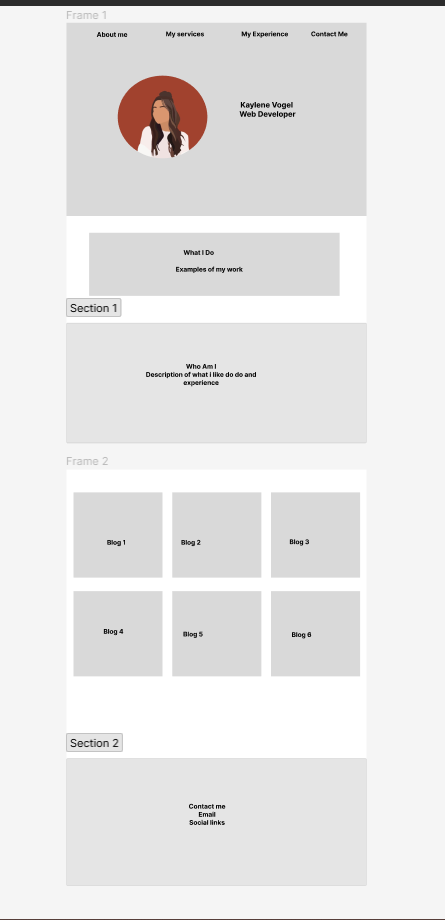 Frame 1
About me
My services
My Experience
Contact Me
Kaylene Vogel
Web Developer
What I Do
Examples of my work
Section 1
Who Am I
Description of what I like do do and
experience
Frame 2
Blog 1
Blog 2
Blog 3
Blog 4
Blog 5
Blog 6
Section 2
Contact me
Email
Social links